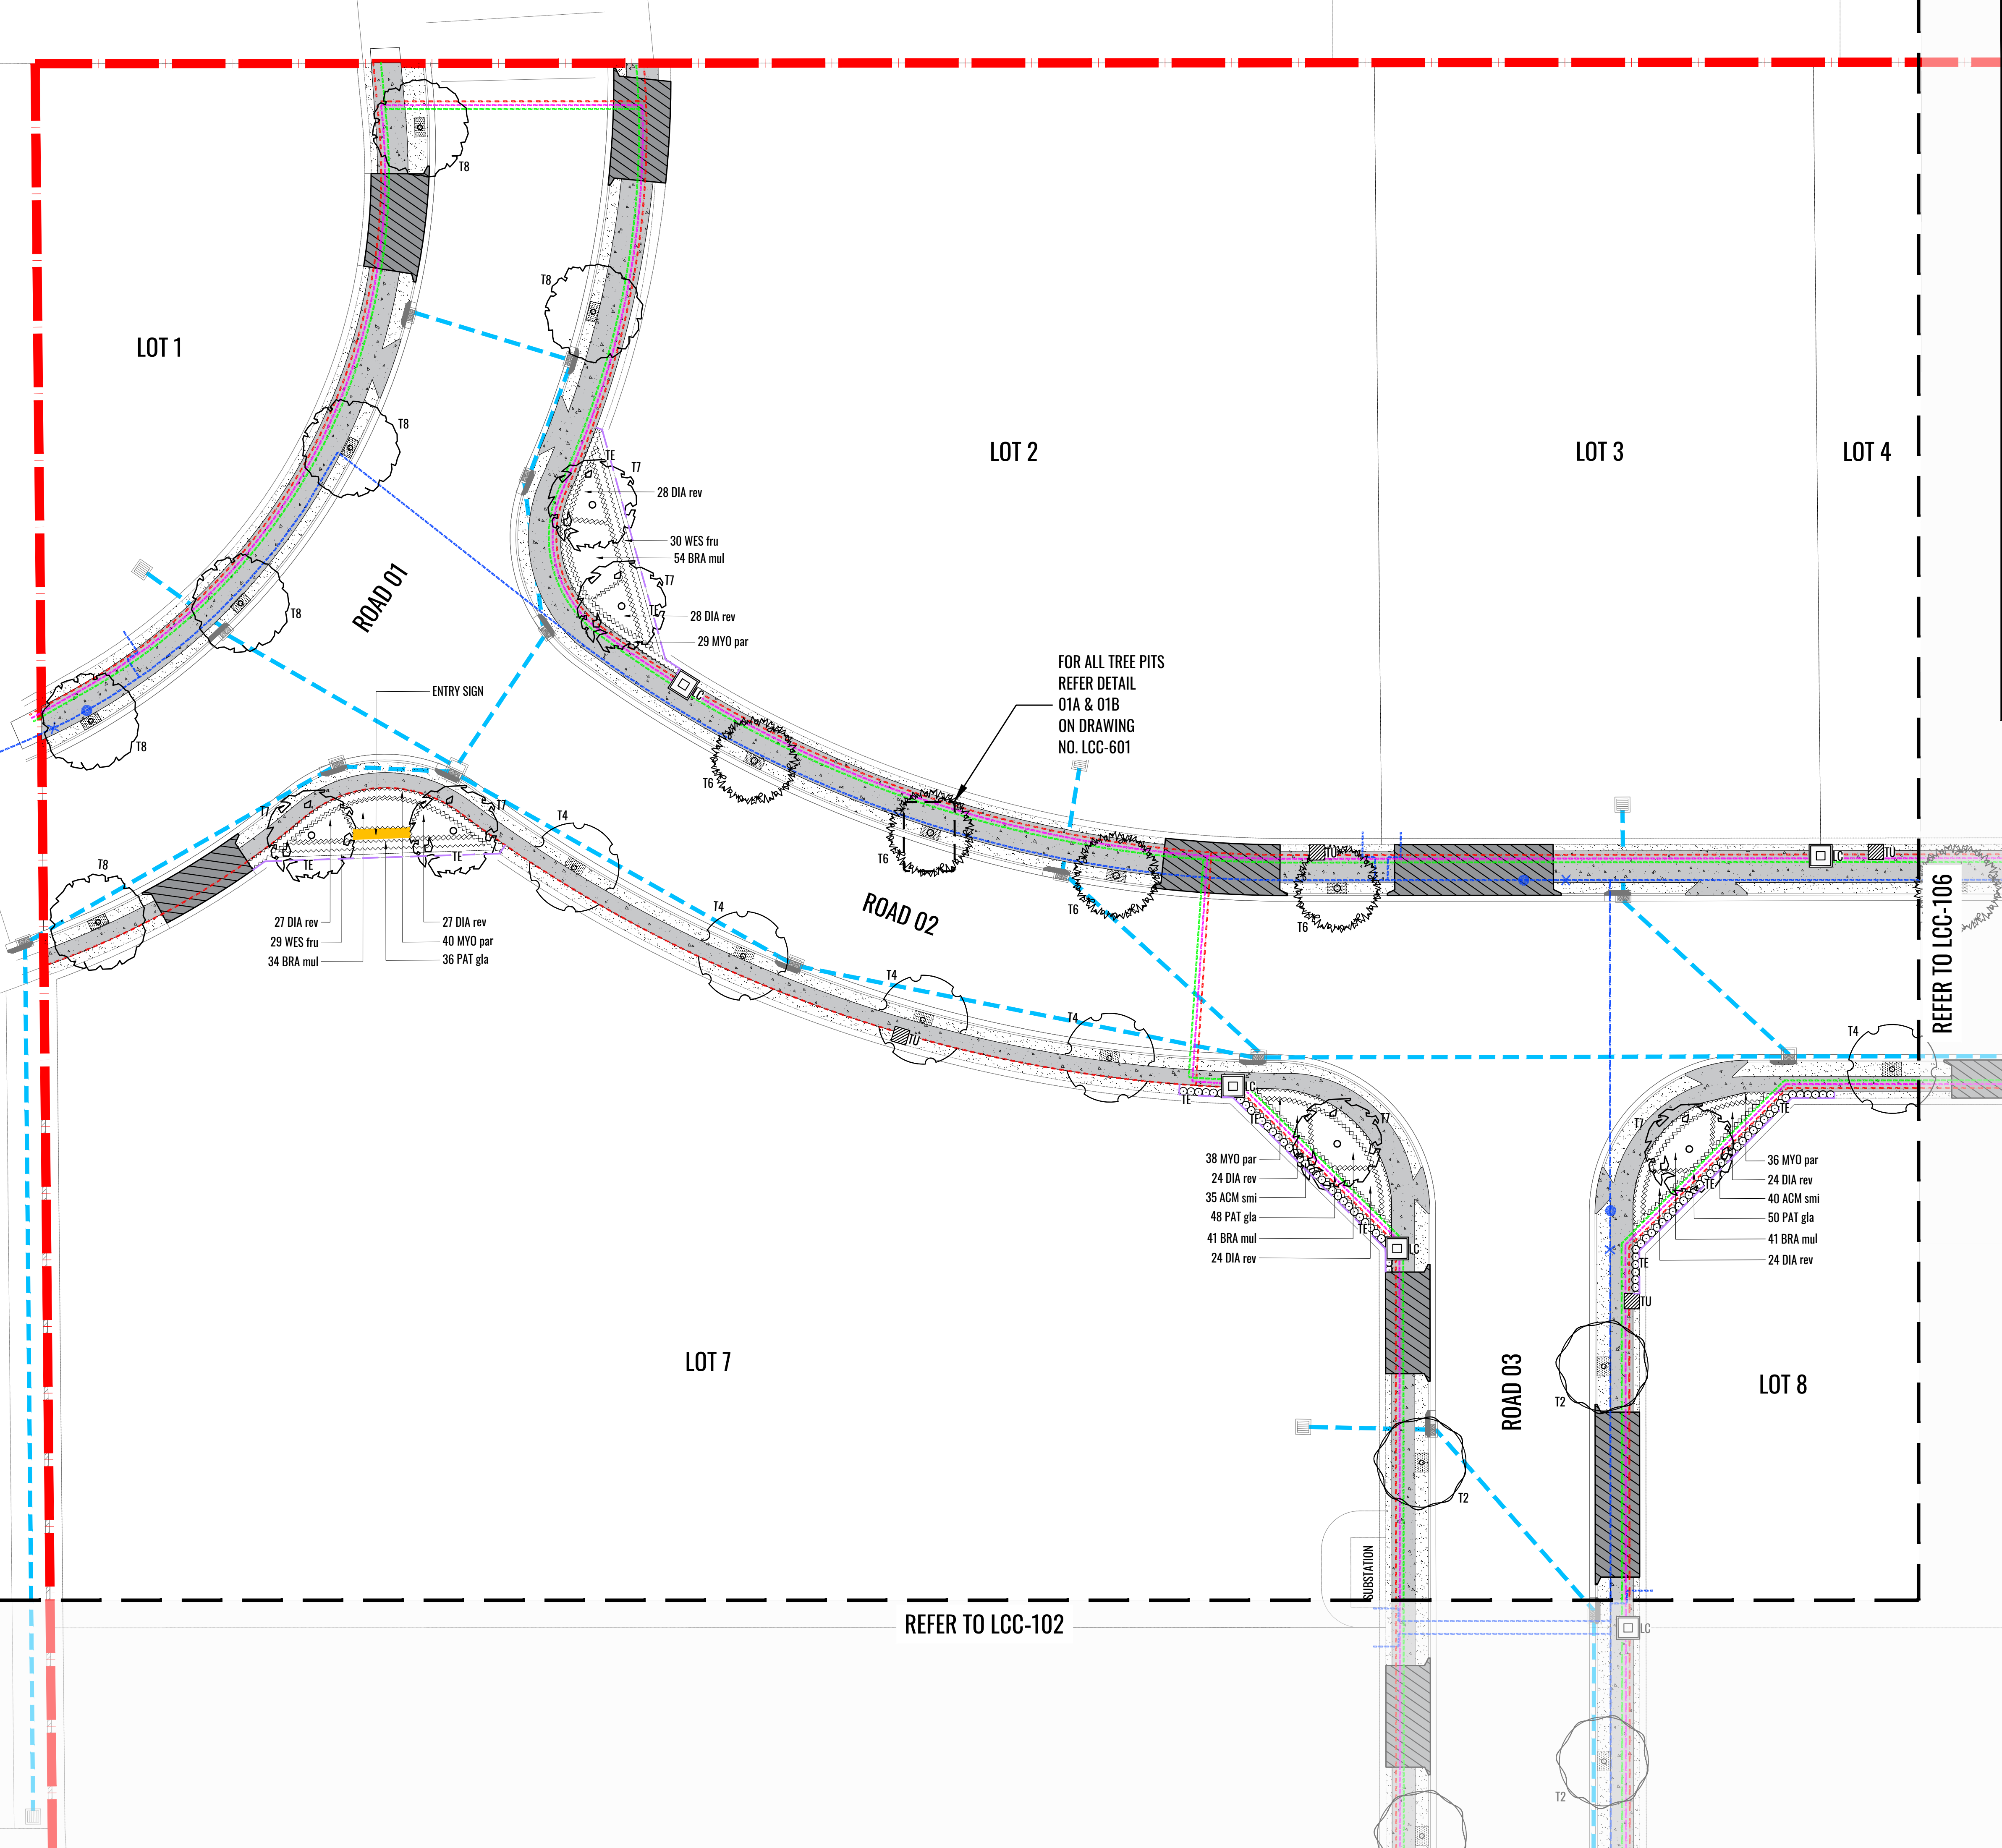 T8
T8
LOT 1
T8
LOT 2
LOT 3
LOT 4
TE
T7
28 DIA rev
30 WES fru
54 BRA mul
T7
TE
28 DIA rev
29 MYO par
ROAD 01
T8
T8
ENTRY SIGN
LC
FOR ALL TREE PITS
REFER DETAIL
01A & 01B
ON DRAWING
NO. LCC-601
T6
T6
T6
T6
TU
LC
TU
T7
T7
TE
TE
T8
T4
T4
T4
T4
T4
27 DIA rev
29 WES fru
34 BRA mul
27 DIA rev
40 MYO par
36 PAT gla
ROAD 02
REFER TO LCC-106
TU
LC
TE
TE
T7
TE
LC
38 MYO par
24 DIA rev
35 ACM smi
48 PAT gla
41 BRA mul
24 DIA rev
T7
TE
TE
TE
TU
36 MYO par
24 DIA rev
40 ACM smi
50 PAT gla
41 BRA mul
24 DIA rev
LOT 7
ROAD 03
LOT 8
T2
T2
SUBSTATION
REFER TO LCC-102
LC
T2